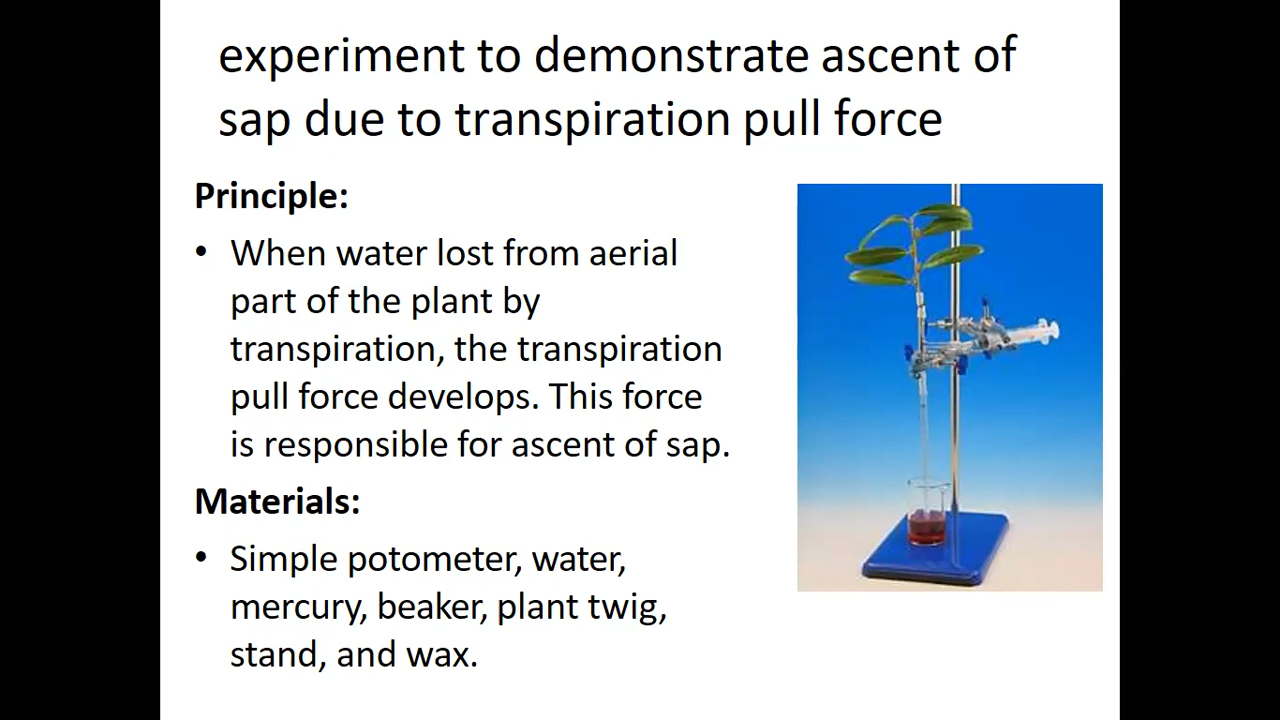 experiment to demonstrate ascent of
sap due to transpiration pull force
Principle:
• When water lost from aerial
part of the plant by
transpiration, the transpiration
pull force develops. This force
is responsible for ascent of sap.
Materials:
• Simple potometer, water,
mercury, beaker, plant twig,
stand, and wax.